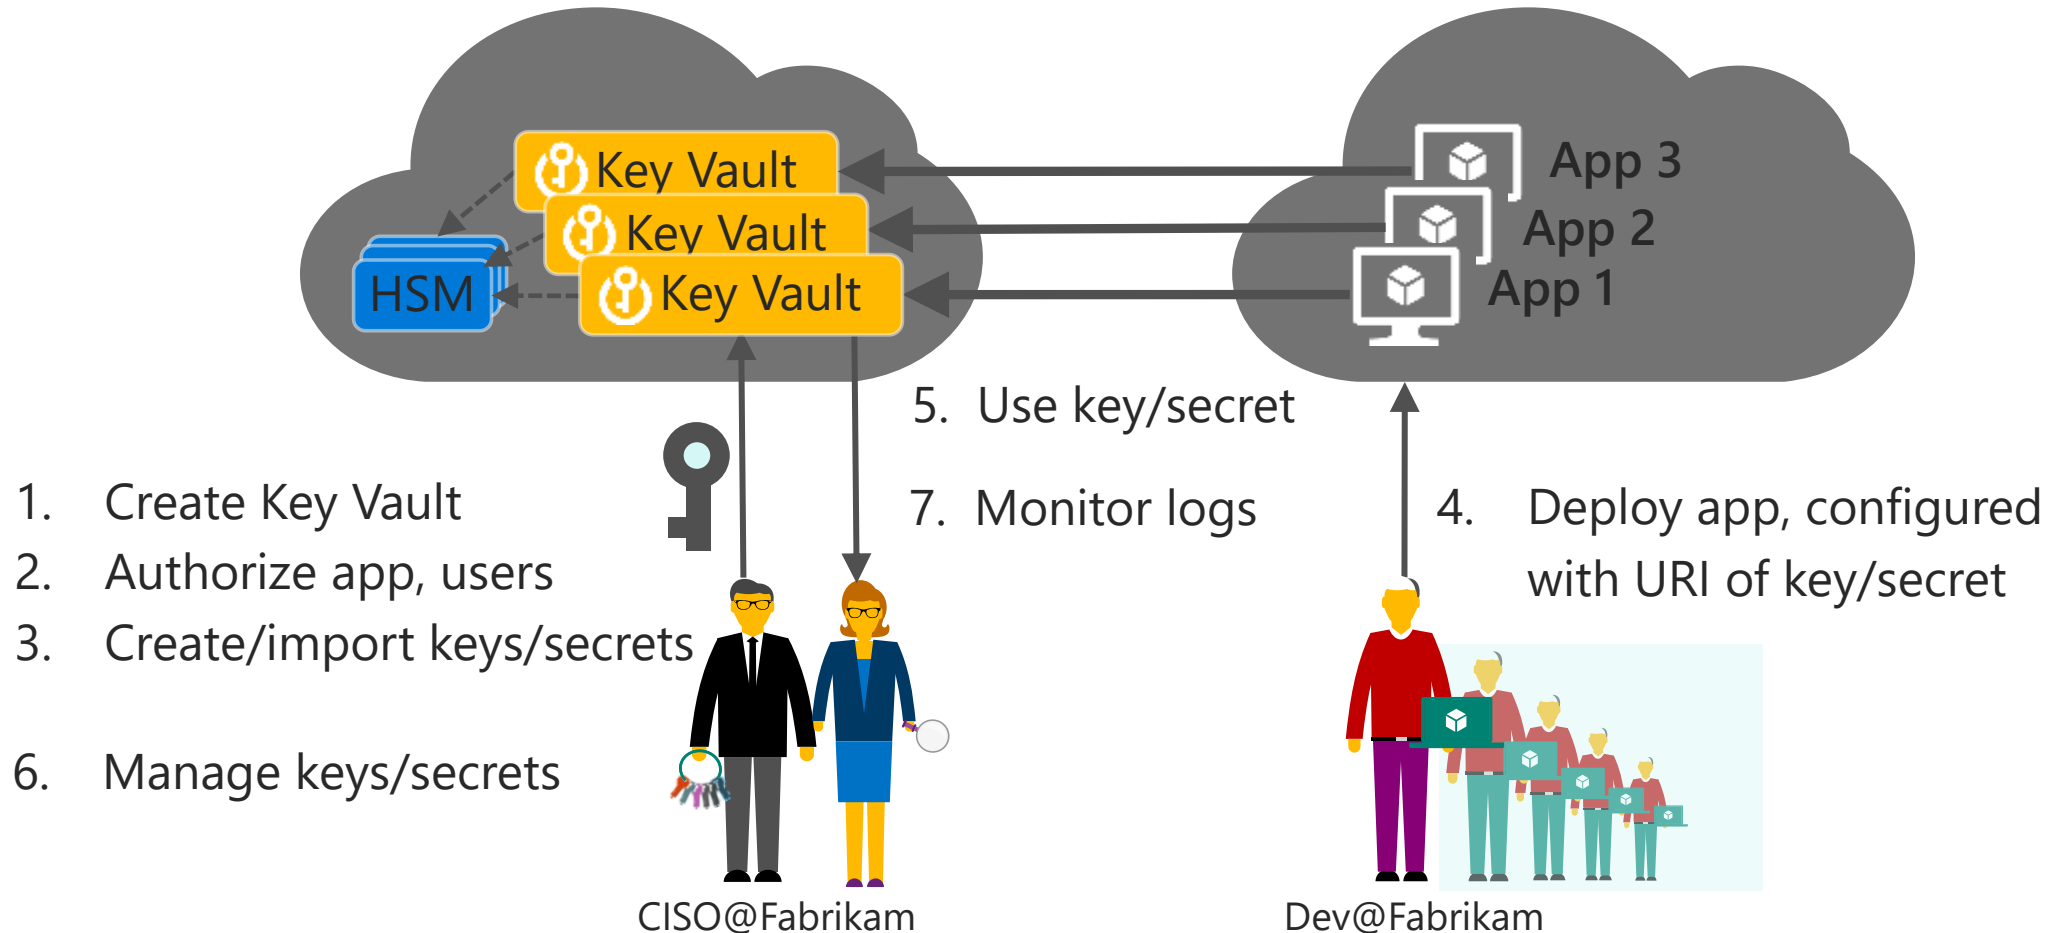 Key Vault
Key Vault
Key Vault
HSM
App 3
App 2
App 1
5. Use key/secret
7. Monitor logs
1. Create Key Vault
2. Authorize app, users
3. Create/import keys/secrets
6. Manage keys/secrets
4. Deploy app, configured
with URI of key/secret
CISO@Fabrikam
Dev@Fabrikam